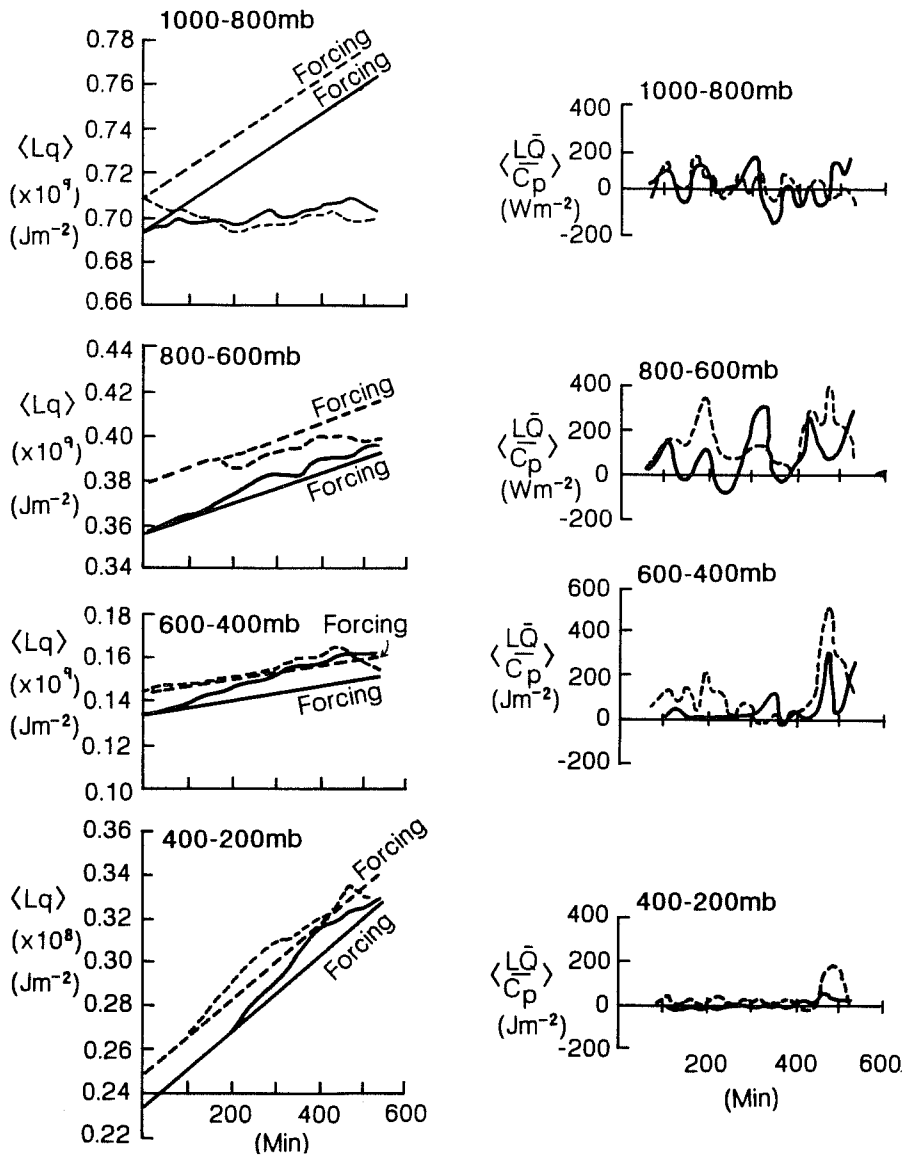 1000-800mb
0.78
0.76
0.74
0.72
0.70
0.68
0.66
⟨Lq⟩
(x10⁹)
(Jm⁻²)
Forcing
Forcing
800-600mb
0.44
0.42
0.40
0.38
0.36
0.34
⟨Lq⟩
(x10⁹)
(Jm⁻²)
Forcing
Forcing
600-400mb
0.18
0.16
0.14
0.12
0.10
⟨Lq⟩
(x10⁹)
(Jm⁻²)
Forcing
Forcing
400-200mb
0.36
0.34
0.32
0.30
0.28
0.26
0.24
0.22
⟨Lq⟩
(x10⁸)
(Jm⁻²)
Forcing
Forcing
200 400 600
(Min)
1000-800mb
400
200
0
-200
⟨LQ̄/Cp⟩
(Wm⁻²)
800-600mb
400
200
0
-200
⟨LQ̄/Cp⟩
(Wm⁻²)
600-400mb
600
400
200
0
-200
⟨LQ̄/Cp⟩
(Jm⁻²)
400-200mb
400
200
0
-200
⟨LQ̄/Cp⟩
(Jm⁻²)
200 400 600
(Min)